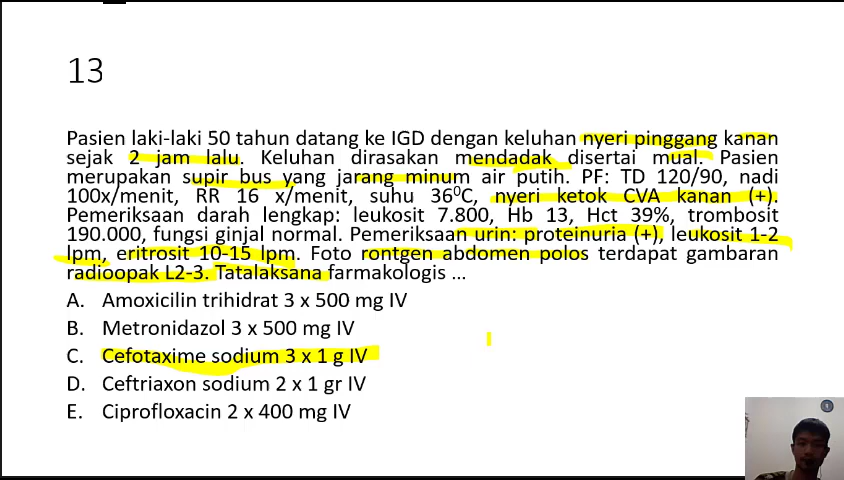 13
Pasien laki-laki 50 tahun datang ke IGD dengan keluhan nyeri pinggang kanan
sejak 2 jam lalu. Keluhan dirasakan mendadak disertai mual. Pasien
merupakan supir bus yang jarang minum air putih. PF: TD 120/90, nadi
100x/menit, RR 16 x/menit, suhu 36⁰C, nyeri ketok CVA kanan (+).
Pemeriksaan darah lengkap: leukosit 7.800, Hb 13, Hct 39%, trombosit
190.000, fungsi ginjal normal. Pemeriksaan urin: proteinuria (+), leukosit 1-2
lpm, eritrosit 10-15 lpm. Foto rontgen abdomen polos terdapat gambaran
radioopak L2-3. Tatalaksana farmakologis ...
A. Amoxicilin trihidrat 3 x 500 mg IV
B. Metronidazol 3 x 500 mg IV
C. Cefotaxime sodium 3 x 1 g IV
D. Ceftriaxon sodium 2 x 1 gr IV
E. Ciprofloxacin 2 x 400 mg IV